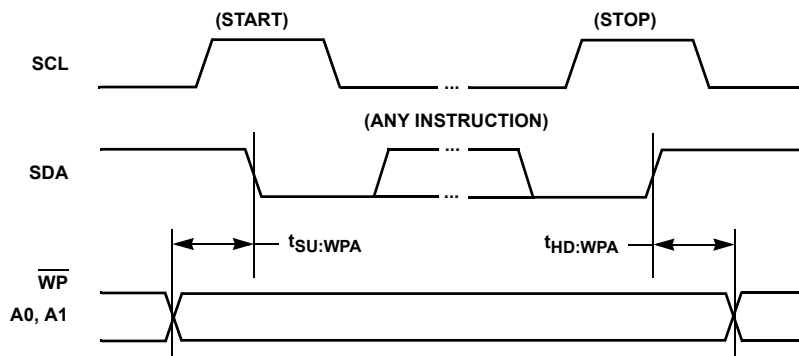 (START) (STOP)
SCL
...
(ANY INSTRUCTION)
...
SDA
...
tSU:WPA tHD:WPA
WP
A0, A1